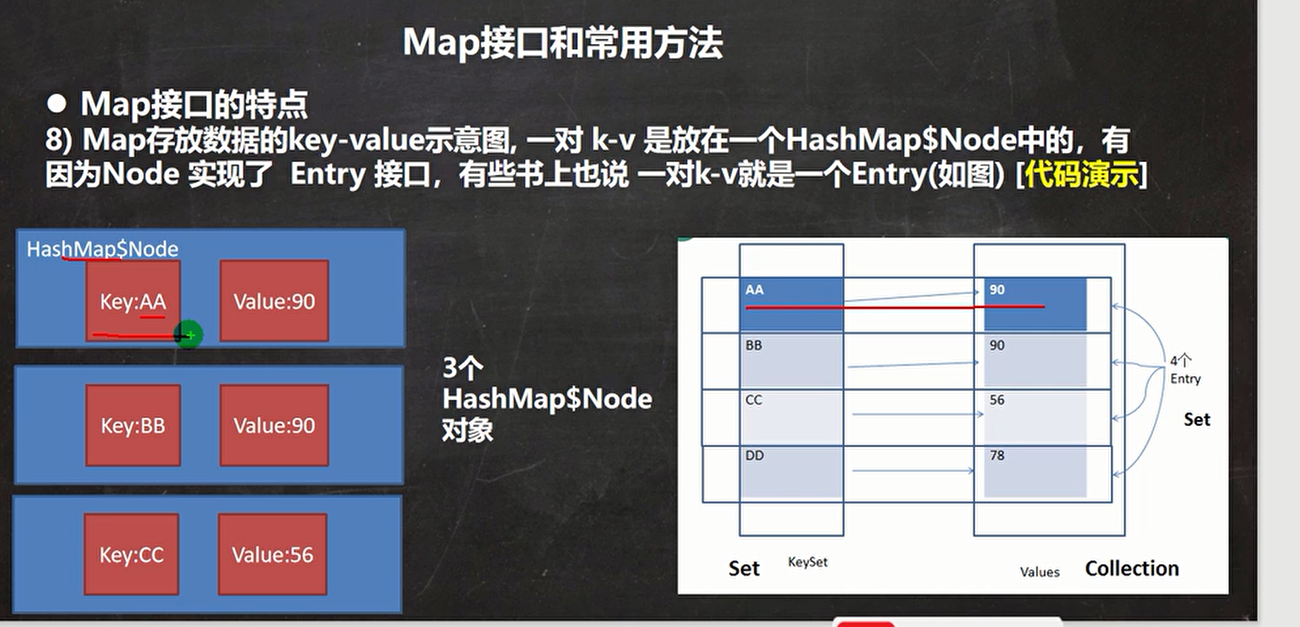 Map接口和常用方法
● Map接口的特点
8) Map存放数据的key-value示意图, 一对 k-v 是放在一个HashMap$Node中的，有
因为Node 实现了 Entry 接口，有些书上也说 一对k-v就是一个Entry(如图) [代码演示]
HashMap$Node
Key:AA
Value:90
Key:BB
Value:90
Key:CC
Value:56
3个
HashMap$Node
对象
AA
90
BB
90
CC
56
DD
78
4个
Entry
Set
Set
KeySet
Values
Collection